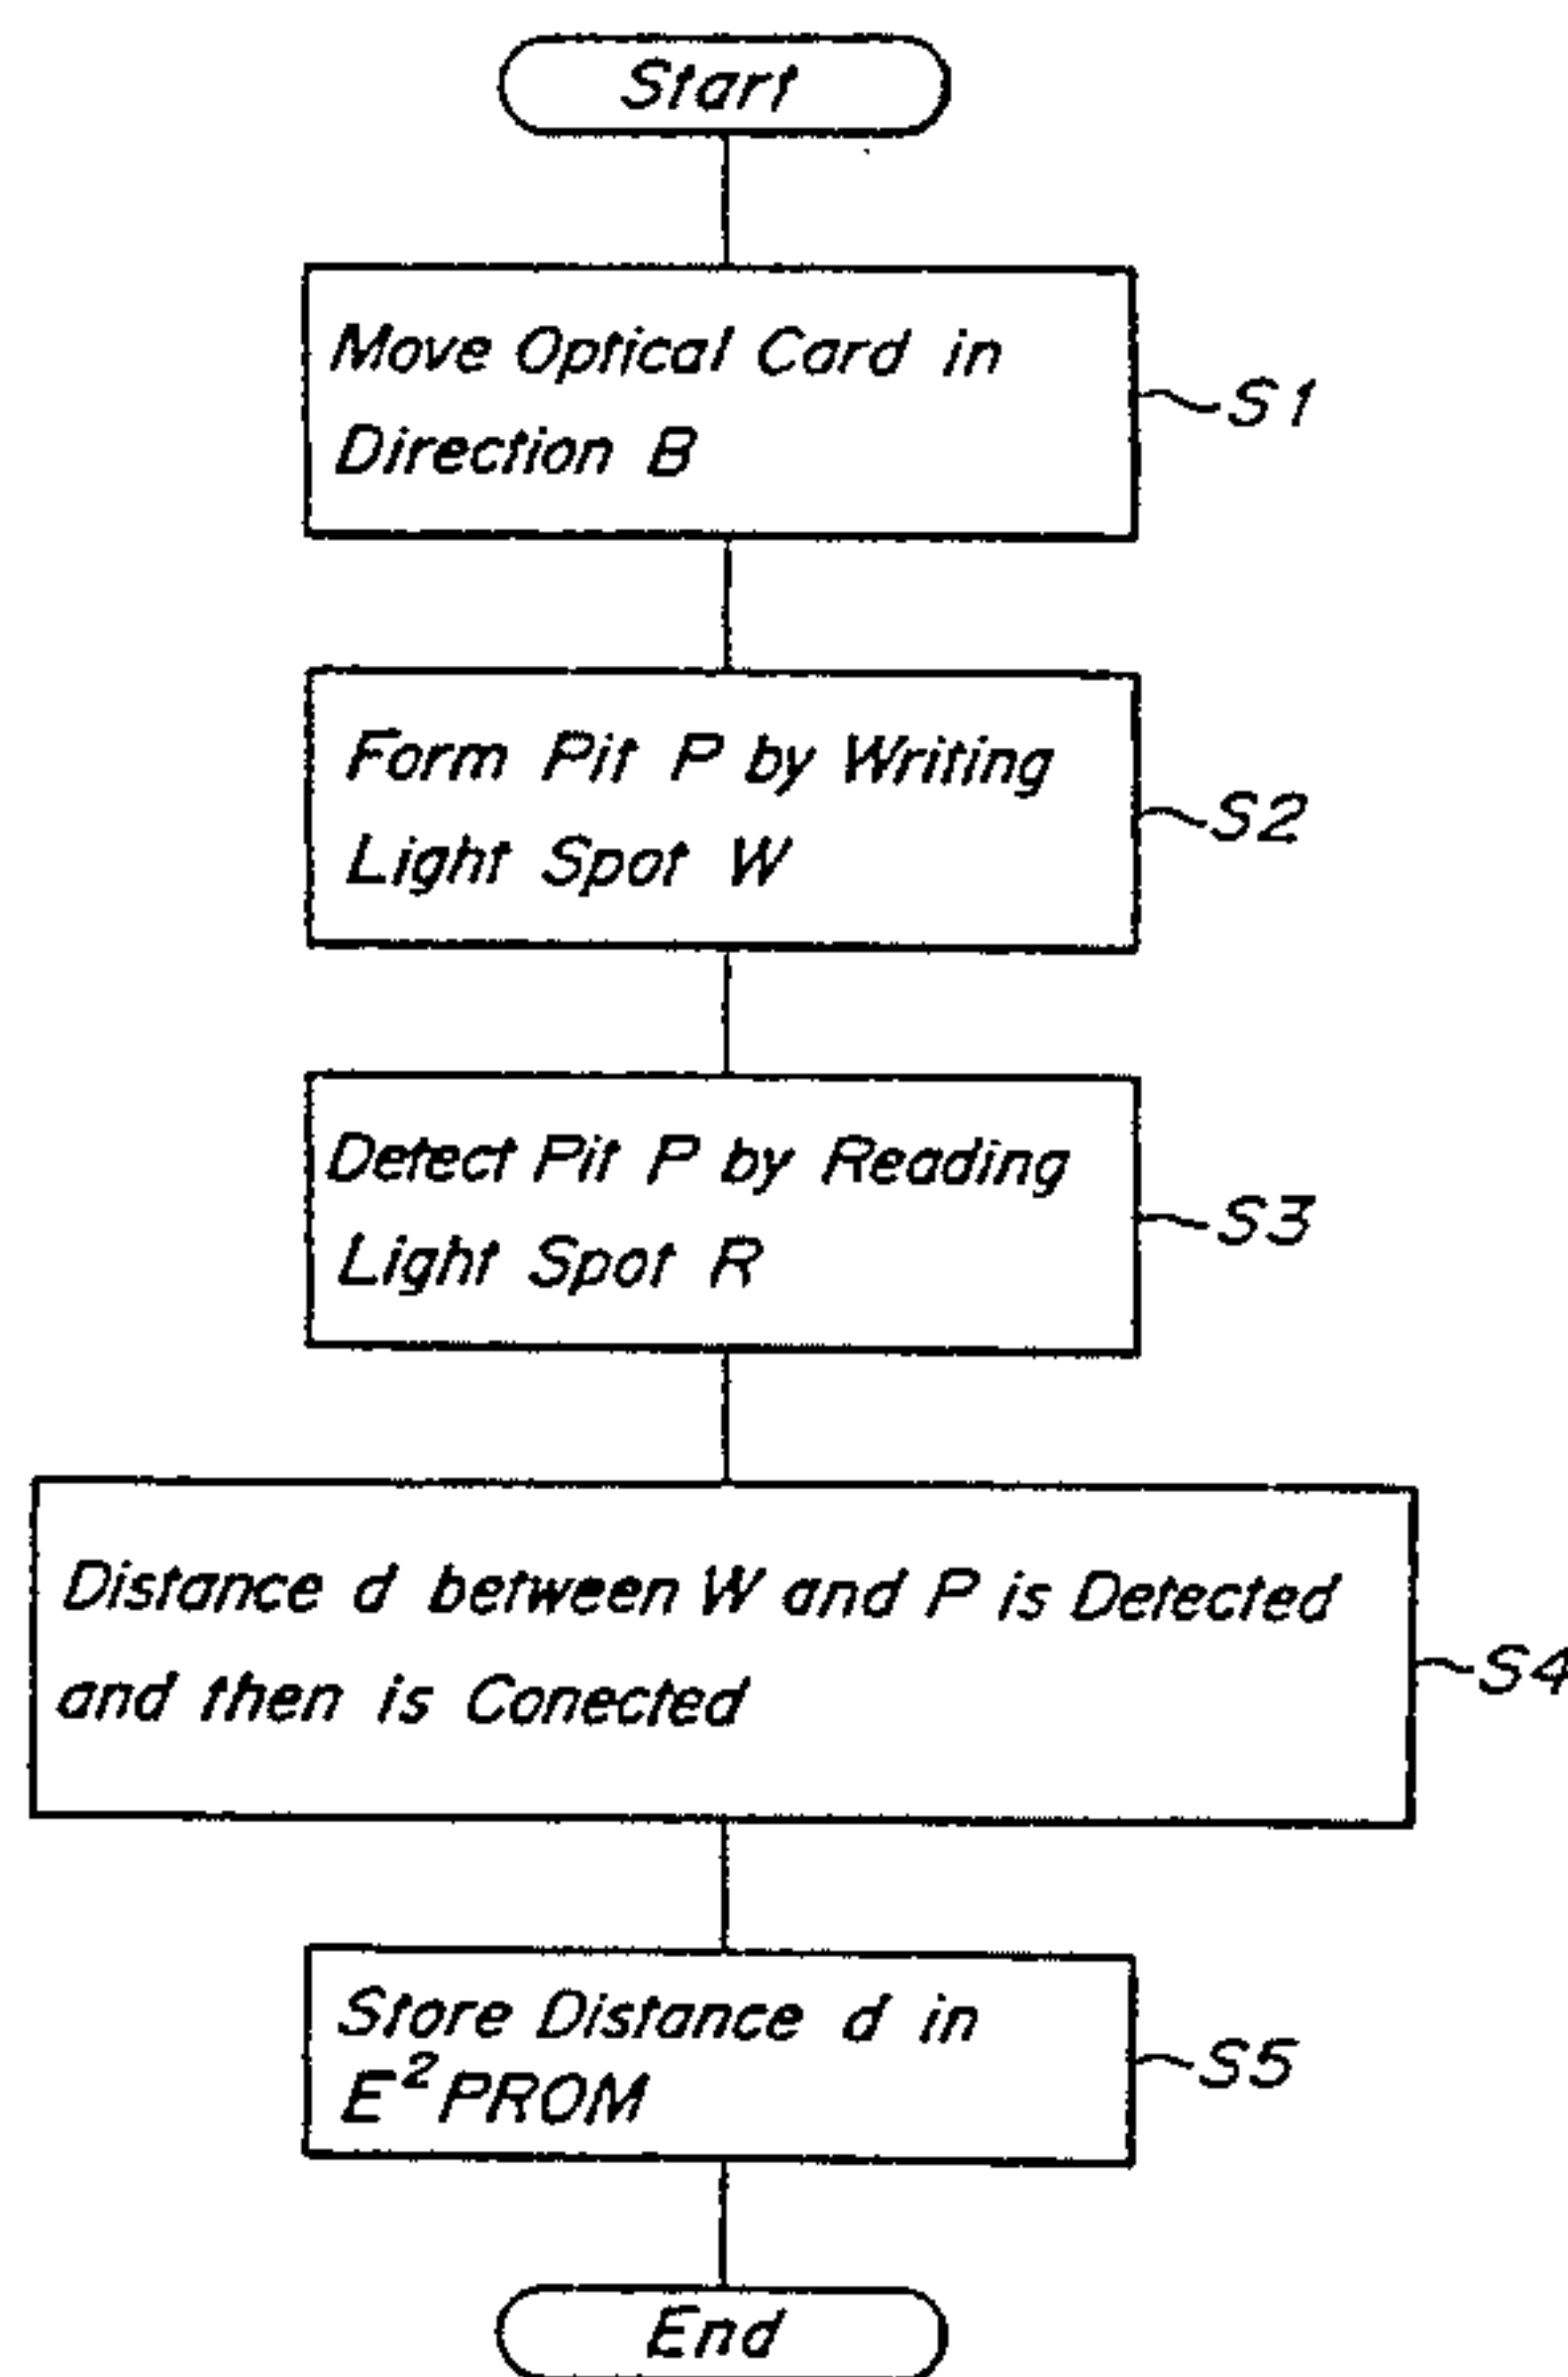 Start
Move Optical Card in
Direction B
S1
Form Pit P by Writing
Light Spot W
S2
Detect Pit P by Reading
Light Spot R
S3
Distance d between W and P is Detected
and then is Conected
S4
Store Distance d in
E²PROM
S5
End